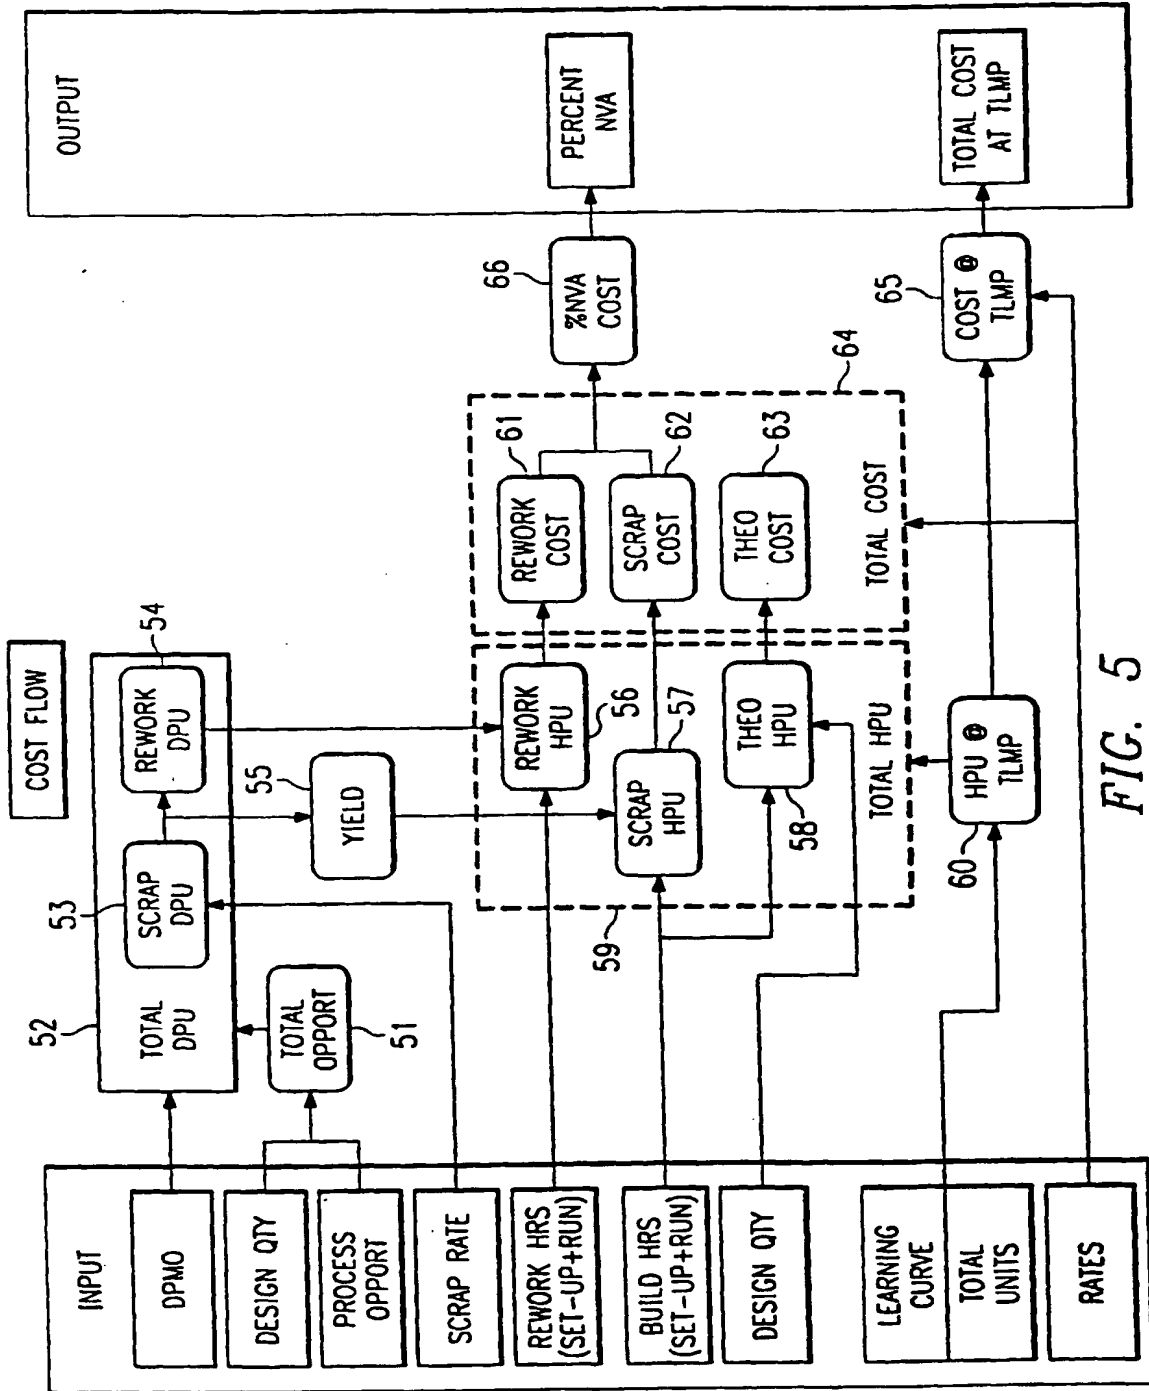 COST FLOW
INPUT
DPMO
DESIGN QTY
PROCESS
OPPORT
SCRAP RATE
REWORK HRS
(SET-UP+RUN)
BUILD HRS
(SET-UP+RUN)
DESIGN QTY
LEARNING
CURVE
TOTAL
UNITS
RATES
52
TOTAL
DPU
53
SCRAP
DPU
REWORK
DPU
54
TOTAL
OPPORT
51
55
YIELD
REWORK
HPU
56
SCRAP
HPU
57
THEO
HPU
58
59
TOTAL HPU
60
HPU @
TLMP
61
REWORK
COST
62
SCRAP
COST
63
THEO
COST
64
TOTAL COST
66
%NVA
COST
65
COST @
TLMP
OUTPUT
PERCENT
NVA
TOTAL COST
AT TLMP
FIG. 5